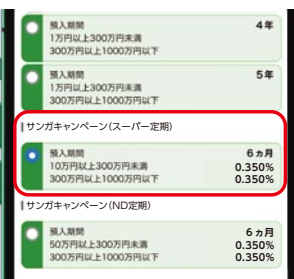 預入期間 4年
1万円以上300万円未満
300万円以上1000万円以下
預入期間 5年
1万円以上300万円未満
300万円以上1000万円以下
サンガキャンペーン(スーパー定期)
預入期間 6ヵ月
10万円以上300万円未満 0.350%
300万円以上1000万円以下 0.350%
サンガキャンペーン(ND定期)
預入期間 6ヵ月
50万円以上300万円未満 0.350%
300万円以上1000万円以下 0.350%